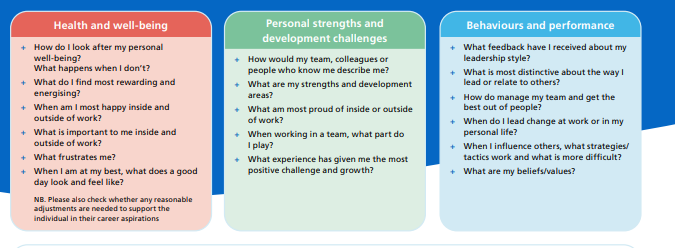 Health and well-being
+ How do I look after my personal
well-being?
What happens when I don't?
+ What do I find most rewarding and
energising?
+ When am I most happy inside and
outside of work?
+ What is important to me inside and
outside of work?
+ What frustrates me?
+ When I am at my best, what does a good
day look and feel like?
NB. Please also check whether any reasonable
adjustments are needed to support the
individual in their career aspirations
Personal strengths and
development challenges
+ How would my team, colleagues or
people who know me describe me?
+ What are my strengths and development
areas?
+ What am most proud of inside or outside
of work?
+ When working in a team, what part do
I play?
+ What experience has given me the most
positive challenge and growth?
Behaviours and performance
+ What feedback have I received about my
leadership style?
+ What is most distinctive about the way I
lead or relate to others?
+ How do manage my team and get the
best out of people?
+ When do I lead change at work or in my
personal life?
+ When I influence others, what strategies/
tactics work and what is more difficult?
+ What are my beliefs/values?